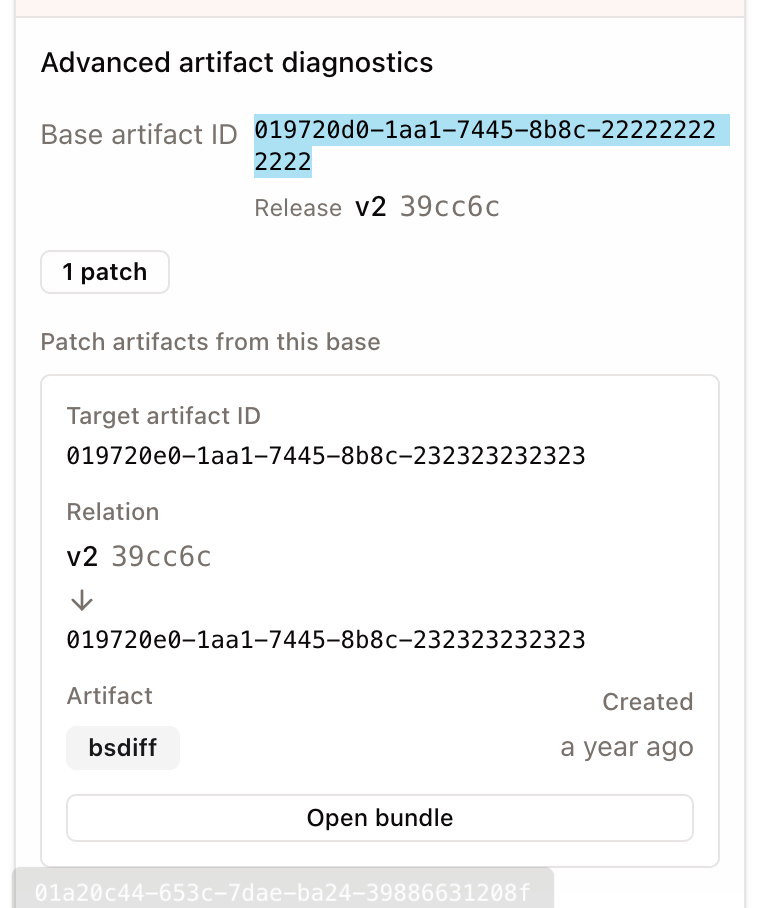 Advanced artifact diagnostics
Base artifact ID
019720d0-1aa1-7445-8b8c-22222222
2222
Release v2 39cc6c
1 patch
Patch artifacts from this base
Target artifact ID
019720e0-1aa1-7445-8b8c-232323232323
Relation
v2 39cc6c
↓
019720e0-1aa1-7445-8b8c-232323232323
Artifact
Created
bsdiff
a year ago
Open bundle
01a20c44-653c-7dae-ba24-39886631208f